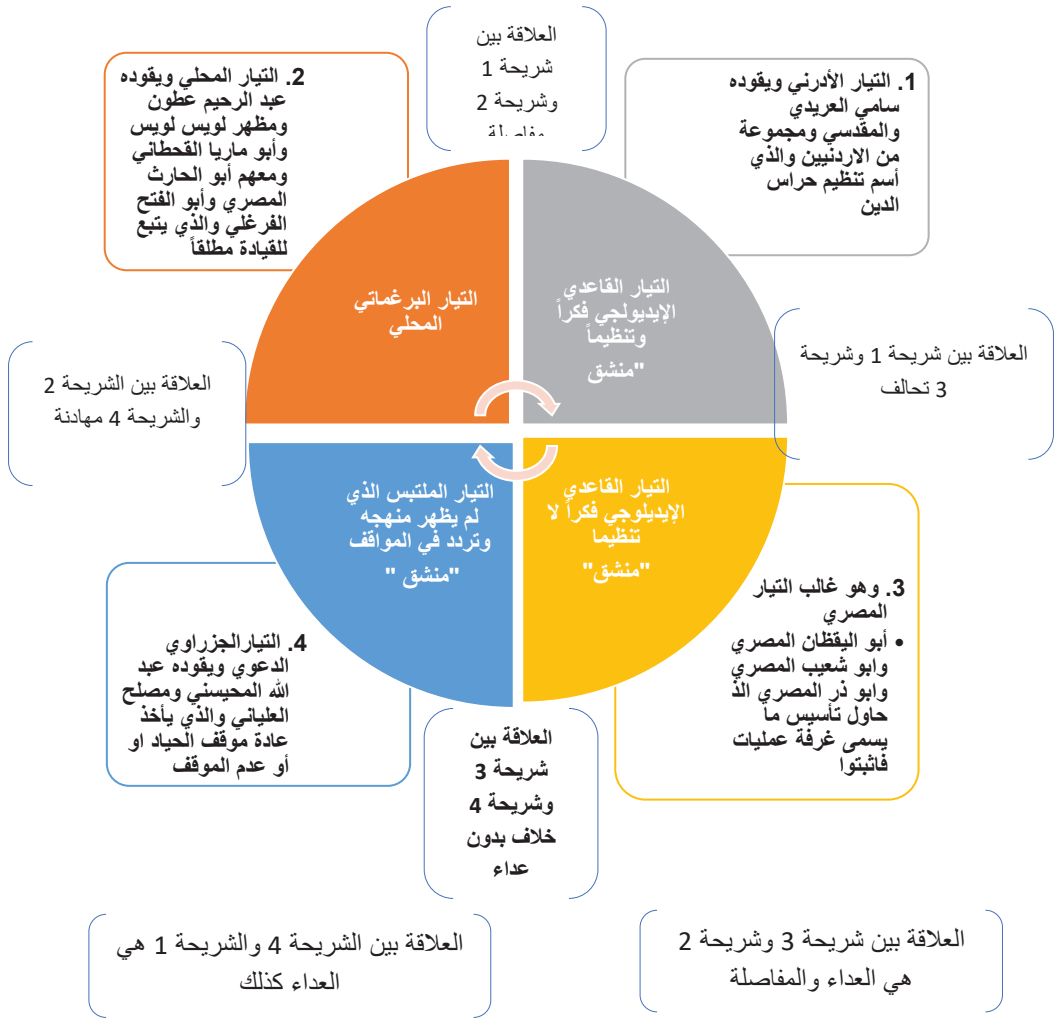 العلاقة بين
شريحة 1
وشريحة 2
مفاصلة
1. التيار الأدرني ويقوده
سامي العريدي
والمقدسي ومجموعة
من الاردنيين والذي
أسم تنظيم حراس
الدين
2. التيار المحلي ويقوده
عبد الرحيم عطون
ومظهر لويس لويس
وأبو ماريا القحطاني
ومعهم أبو الحارث
المصري وأبو الفتح
الفرغلي والذي يتبع
للقيادة مطلقاً
التيار القاعدي
الإيديولجي فكراً
وتنظيماً
"منشق
التيار البرغماتي
المحلي
العلاقة بين شريحة 1 وشريحة
3 تحالف
العلاقة بين الشريحة 2
والشريحة 4 مهادنة
التيار القاعدي
الإيديلوجي فكراً لا
تنظيما
"منشق"
التيار الملتبس الذي
لم يظهر منهجه
وتردد في المواقف
"منشق "
3. وهو غالب التيار
المصري
• أبو اليقظان المصري
وابو شعيب المصري
وابو ذر المصري الذ
حاول تأسيس ما
يسمى غرفة عمليات
فاثبتوا
4. التيارالجزراوي
الدعوي ويقوده عبد
الله المحيسني ومصلح
العلياني والذي يأخذ
عادة موقف الحياد او
أو عدم الموقف
العلاقة بين
شريحة 3
وشريحة 4
خلاف بدون
عداء
العلاقة بين شريحة 3 وشريحة 2
هي العداء والمفاصلة
العلاقة بين الشريحة 4 والشريحة 1 هي
العداء كذلك